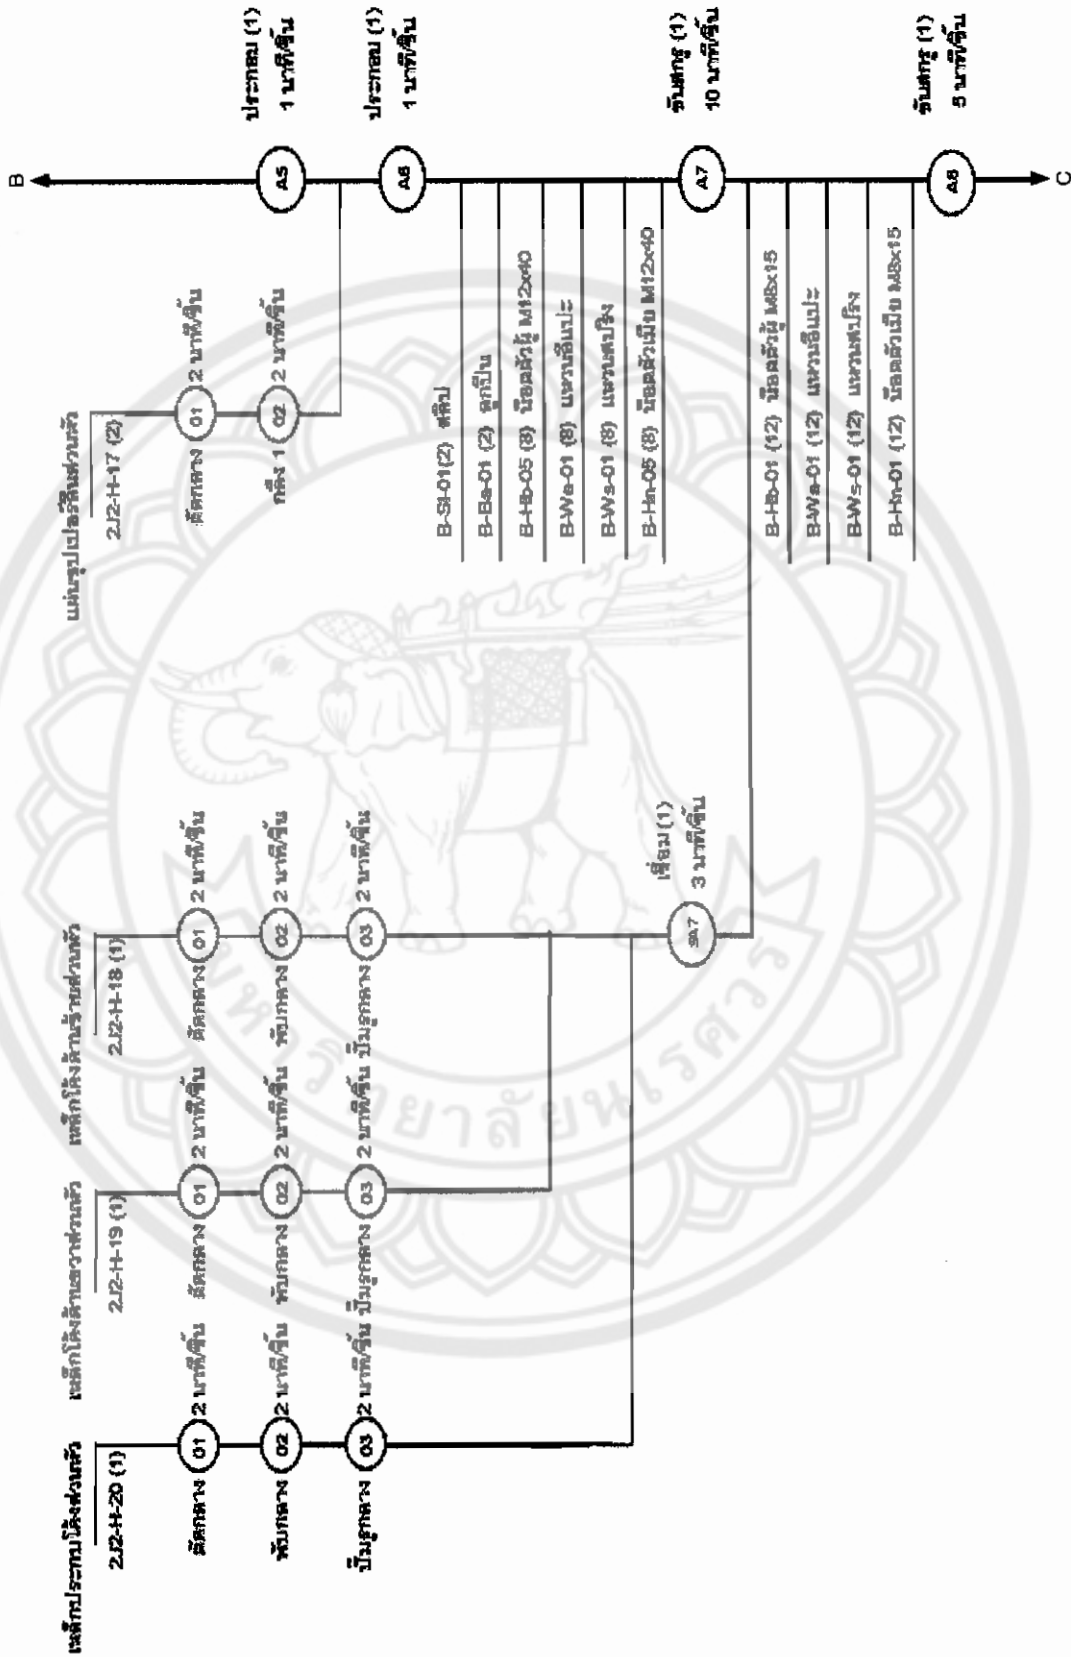 B
ประกอบ (1)
1 นาที/ชิ้น
A5
ประกอบ (1)
1 นาที/ชิ้น
A6
ขันสกรู (1)
10 นาที/ชิ้น
A7
ขันสกรู (1)
5 นาที/ชิ้น
A8
C
แผ่นรูปเปอร์ลีนส่วนหัว
2J2-H-17 (2)
ตัดกลาง 01 2 นาที/ชิ้น
กลึง 1 02 2 นาที/ชิ้น
B-Sl-01(2) สลิป
B-Ba-01 (2) ลูกปืน
B-Hb-05 (8) น๊อตตัวผู้ M12x40
B-Wa-01 (8) แหวนอีแปะ
B-Ws-01 (8) แหวนสปริง
B-Hn-05 (8) น๊อตตัวเมีย M12x40
B-Hb-01 (12) น๊อตตัวผู้ M8x15
B-Wa-01 (12) แหวนอีแปะ
B-Ws-01 (12) แหวนสปริง
B-Hn-01 (12) น๊อตตัวเมีย M8x15
เหล็กโค้งด้านซ้ายส่วนหัว
2J2-H-18 (1)
ตัดกลาง 01 2 นาที/ชิ้น
พับกลาง 02 2 นาที/ชิ้น
ปั๊มรูกลาง 03 2 นาที/ชิ้น
เหล็กโค้งด้านขวาส่วนหัว
2J2-H-19 (1)
ตัดกลาง 01 2 นาที/ชิ้น
พับกลาง 02 2 นาที/ชิ้น
ปั๊มรูกลาง 03 2 นาที/ชิ้น
เหล็กประกบโค้งส่วนหัว
2J2-H-20 (1)
ตัดกลาง 01 2 นาที/ชิ้น
พับกลาง 02 2 นาที/ชิ้น
ปั๊มรูกลาง 03 2 นาที/ชิ้น
เชื่อม (1)
3 นาที/ชิ้น
SA7
มหาวิทยาลัยนเรศวร